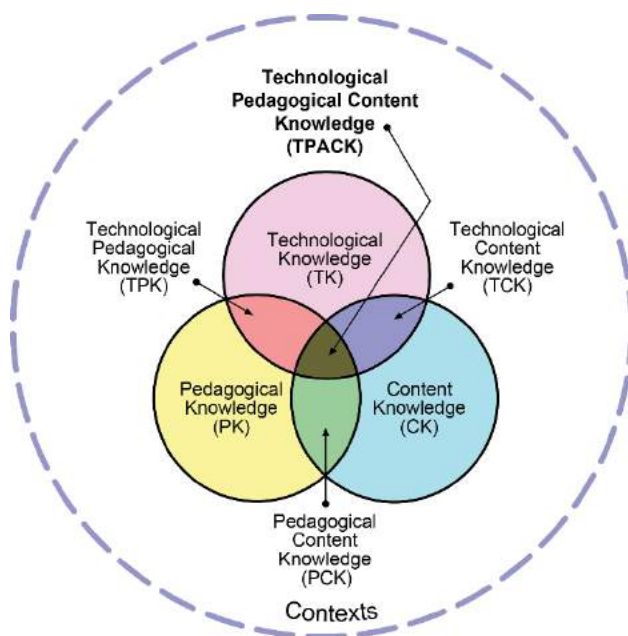 Technological
Pedagogical Content
Knowledge
(TPACK)
Technological
Pedagogical
Knowledge
(TPK)
Technological
Knowledge
(TK)
Technological
Content
Knowledge
(TCK)
Pedagogical
Knowledge
(PK)
Content
Knowledge
(CK)
Pedagogical
Content
Knowledge
(PCK)
Contexts